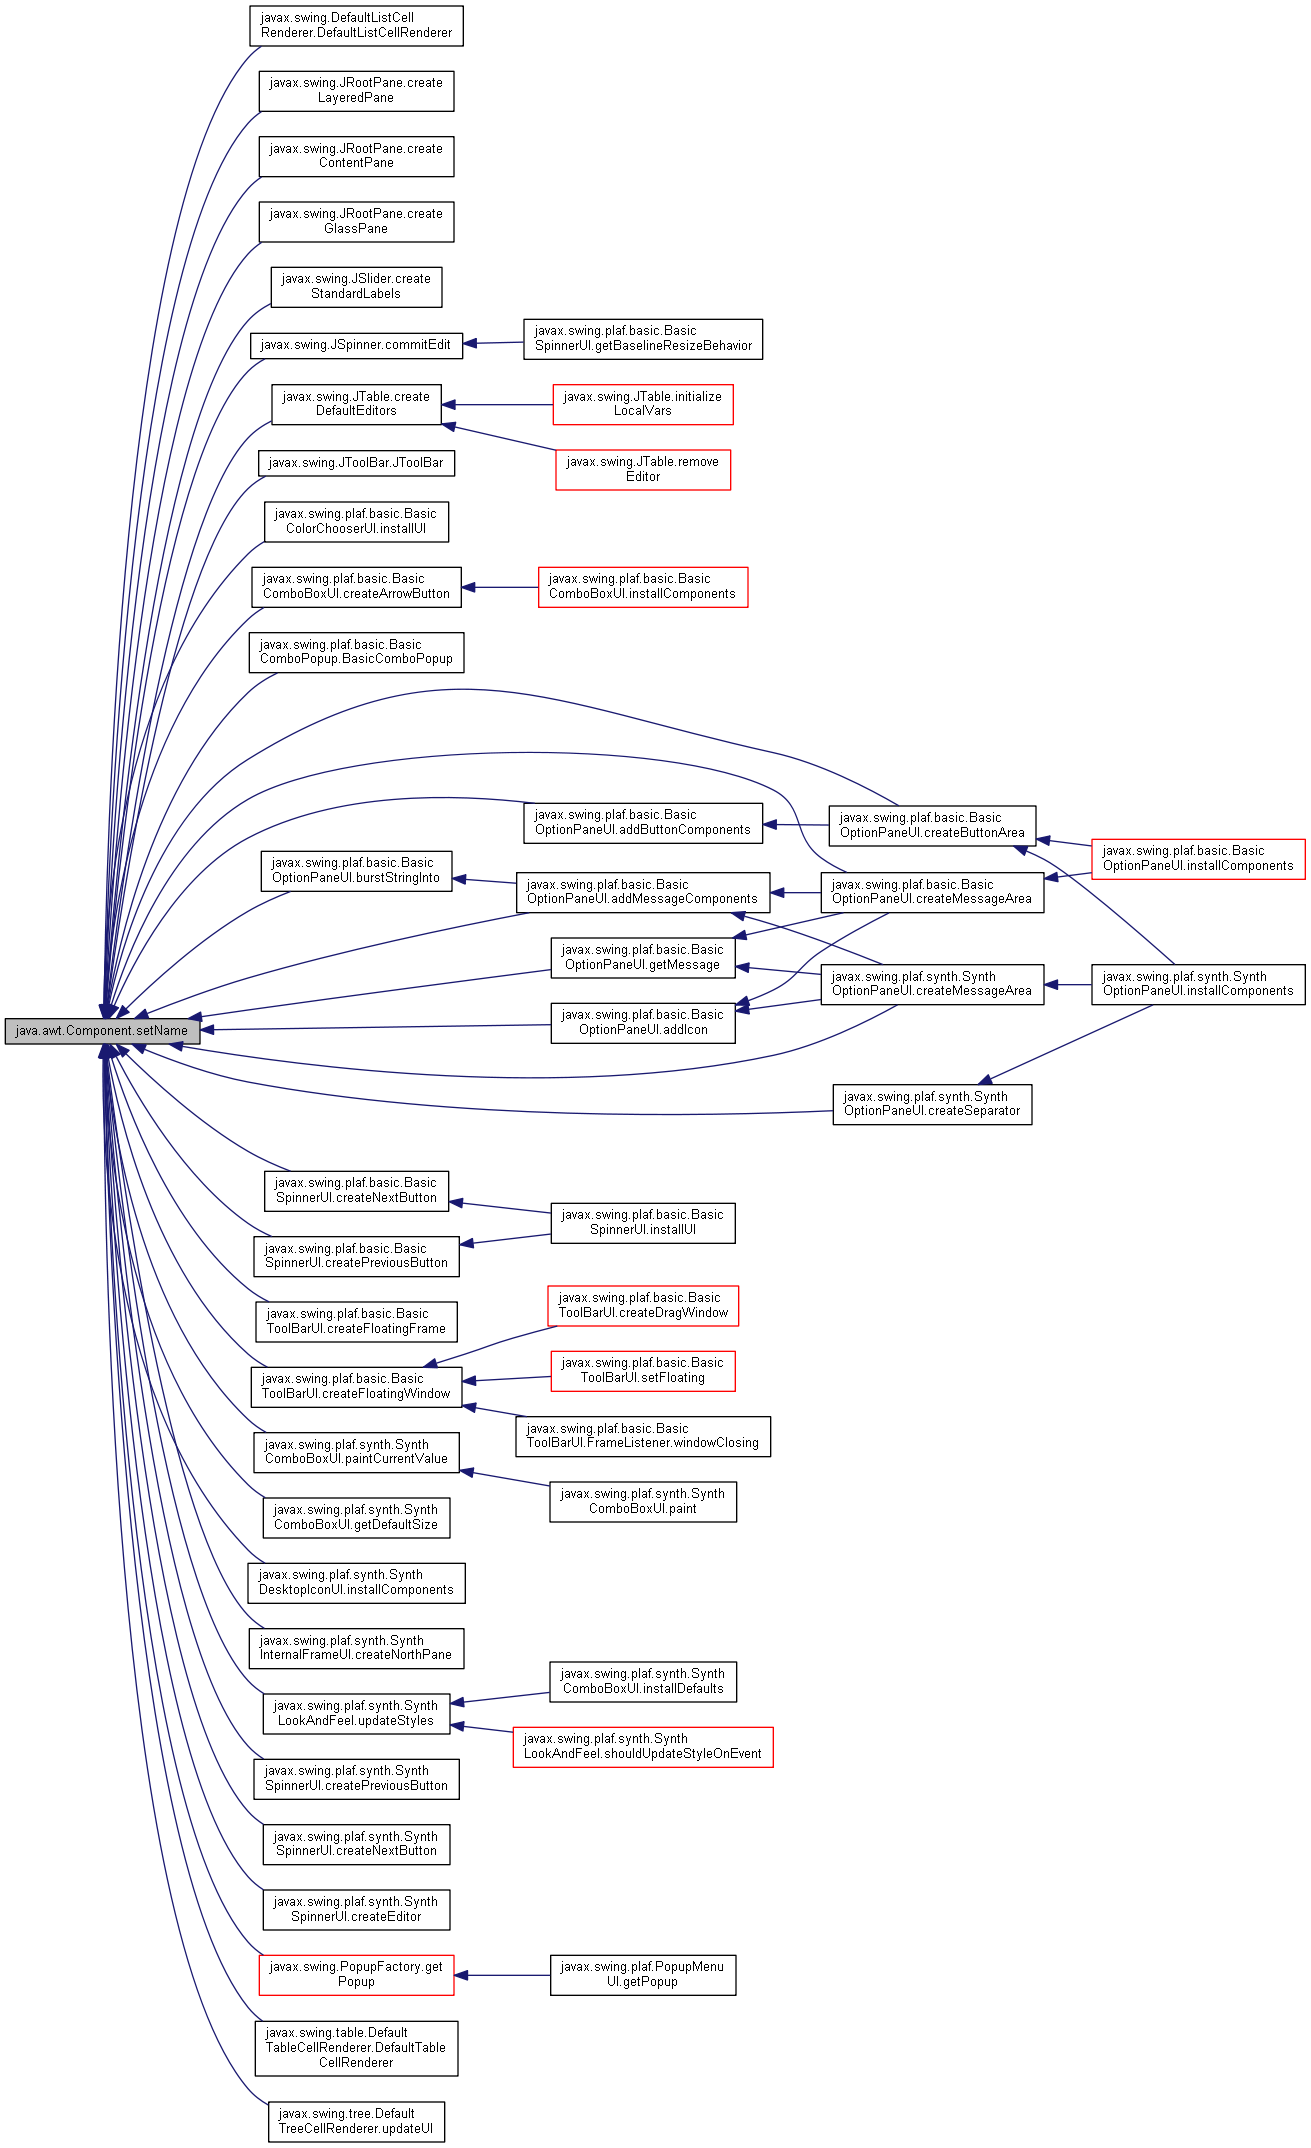 javax.swing.DefaultListCell
Renderer.DefaultListCellRenderer
javax.swing.JRootPane.create
LayeredPane
javax.swing.JRootPane.create
ContentPane
javax.swing.JRootPane.create
GlassPane
javax.swing.JSlider.create
StandardLabels
javax.swing.JSpinner.commitEdit
javax.swing.plaf.basic.Basic
SpinnerUI.getBaselineResizeBehavior
javax.swing.JTable.create
DefaultEditors
javax.swing.JTable.initialize
LocalVars
javax.swing.JTable.remove
Editor
javax.swing.JToolBar.JToolBar
javax.swing.plaf.basic.Basic
ColorChooserUI.installUI
javax.swing.plaf.basic.Basic
ComboBoxUI.createArrowButton
javax.swing.plaf.basic.Basic
ComboBoxUI.installComponents
javax.swing.plaf.basic.Basic
ComboPopup.BasicComboPopup
javax.swing.plaf.basic.Basic
OptionPaneUI.addButtonComponents
javax.swing.plaf.basic.Basic
OptionPaneUI.createButtonArea
javax.swing.plaf.basic.Basic
OptionPaneUI.installComponents
javax.swing.plaf.basic.Basic
OptionPaneUI.burstStringInto
javax.swing.plaf.basic.Basic
OptionPaneUI.addMessageComponents
javax.swing.plaf.basic.Basic
OptionPaneUI.createMessageArea
javax.swing.plaf.basic.Basic
OptionPaneUI.getMessage
javax.swing.plaf.synth.Synth
OptionPaneUI.createMessageArea
javax.swing.plaf.synth.Synth
OptionPaneUI.installComponents
javax.swing.plaf.basic.Basic
OptionPaneUI.addIcon
java.awt.Component.setName
javax.swing.plaf.synth.Synth
OptionPaneUI.createSeparator
javax.swing.plaf.basic.Basic
SpinnerUI.createNextButton
javax.swing.plaf.basic.Basic
SpinnerUI.installUI
javax.swing.plaf.basic.Basic
SpinnerUI.createPreviousButton
javax.swing.plaf.basic.Basic
ToolBarUI.createFloatingFrame
javax.swing.plaf.basic.Basic
ToolBarUI.createDragWindow
javax.swing.plaf.basic.Basic
ToolBarUI.createFloatingWindow
javax.swing.plaf.basic.Basic
ToolBarUI.setFloating
javax.swing.plaf.basic.Basic
ToolBarUI.FrameListener.windowClosing
javax.swing.plaf.synth.Synth
ComboBoxUI.paintCurrentValue
javax.swing.plaf.synth.Synth
ComboBoxUI.paint
javax.swing.plaf.synth.Synth
ComboBoxUI.getDefaultSize
javax.swing.plaf.synth.Synth
DesktopIconUI.installComponents
javax.swing.plaf.synth.Synth
InternalFrameUI.createNorthPane
javax.swing.plaf.synth.Synth
ComboBoxUI.installDefaults
javax.swing.plaf.synth.Synth
LookAndFeel.updateStyles
javax.swing.plaf.synth.Synth
LookAndFeel.shouldUpdateStyleOnEvent
javax.swing.plaf.synth.Synth
SpinnerUI.createPreviousButton
javax.swing.plaf.synth.Synth
SpinnerUI.createNextButton
javax.swing.plaf.synth.Synth
SpinnerUI.createEditor
javax.swing.PopupFactory.get
Popup
javax.swing.plaf.PopupMenu
UI.getPopup
javax.swing.table.Default
TableCellRenderer.DefaultTable
CellRenderer
javax.swing.tree.Default
TreeCellRenderer.updateUI